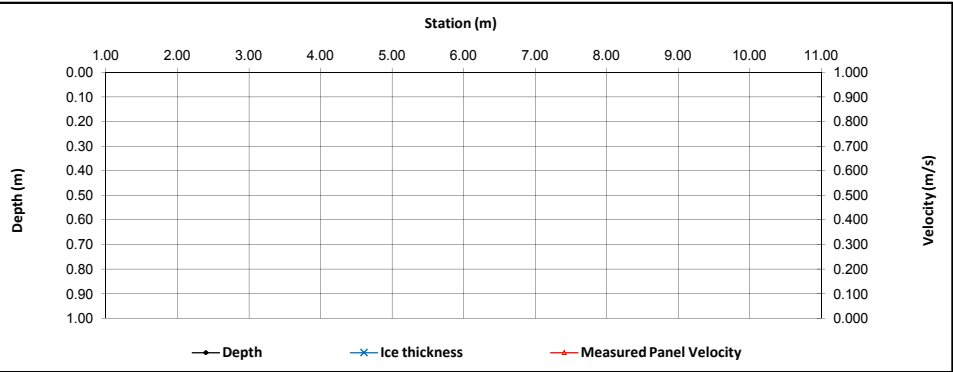 Station (m)
1.00 2.00 3.00 4.00 5.00 6.00 7.00 8.00 9.00 10.00 11.00
0.00 1.000
0.10 0.900
0.20 0.800
0.30 0.700
0.40 0.600
0.50 0.500
0.60 0.400
0.70 0.300
0.80 0.200
0.90 0.100
1.00 0.000
Depth (m)
Velocity (m/s)
Depth Ice thickness Measured Panel Velocity